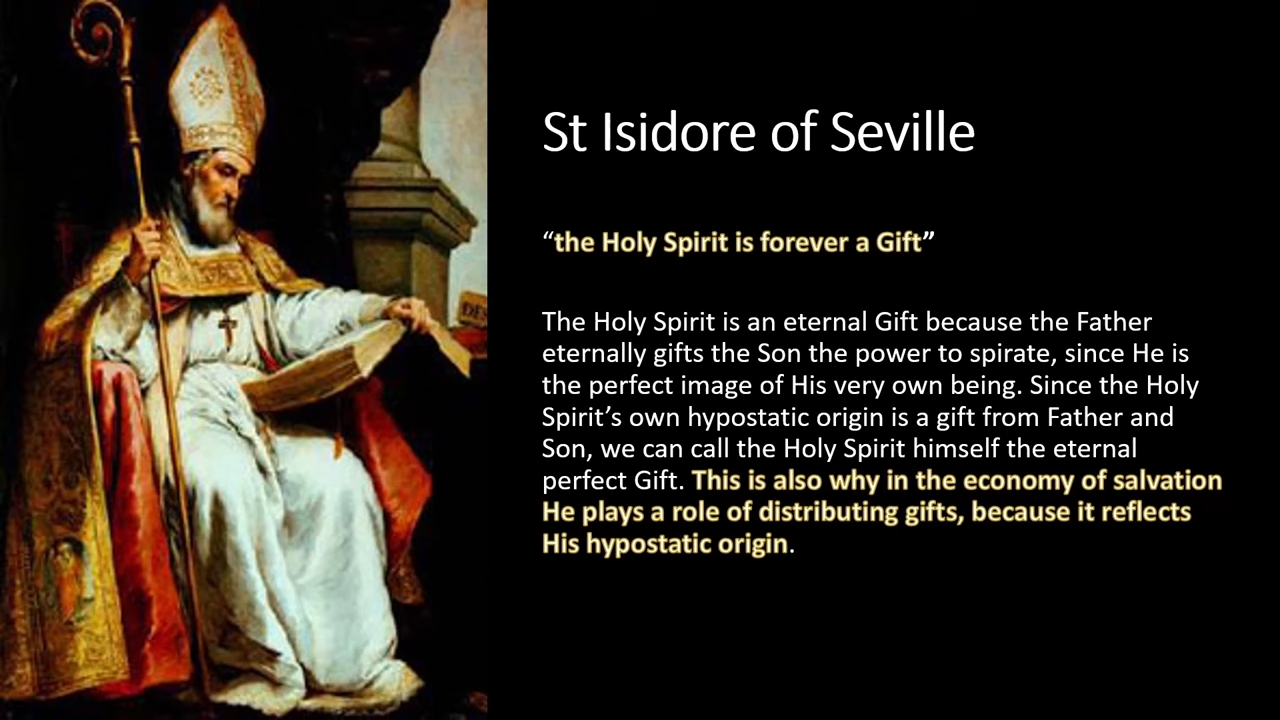 St Isidore of Seville
“the Holy Spirit is forever a Gift”
The Holy Spirit is an eternal Gift because the Father
eternally gifts the Son the power to spirate, since He is
the perfect image of His very own being. Since the Holy
Spirit’s own hypostatic origin is a gift from Father and
Son, we can call the Holy Spirit himself the eternal
perfect Gift. This is also why in the economy of salvation
He plays a role of distributing gifts, because it reflects
His hypostatic origin.